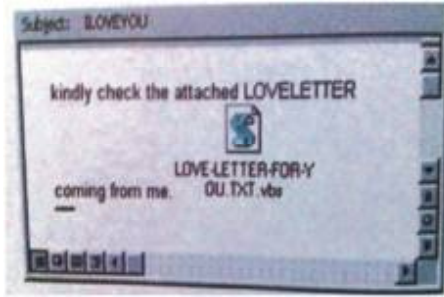 Subject: ILOVEYOU
kindly check the attached LOVELETTER
LOVE-LETTER-FOR-Y
coming from me. OU.TXT.vbs